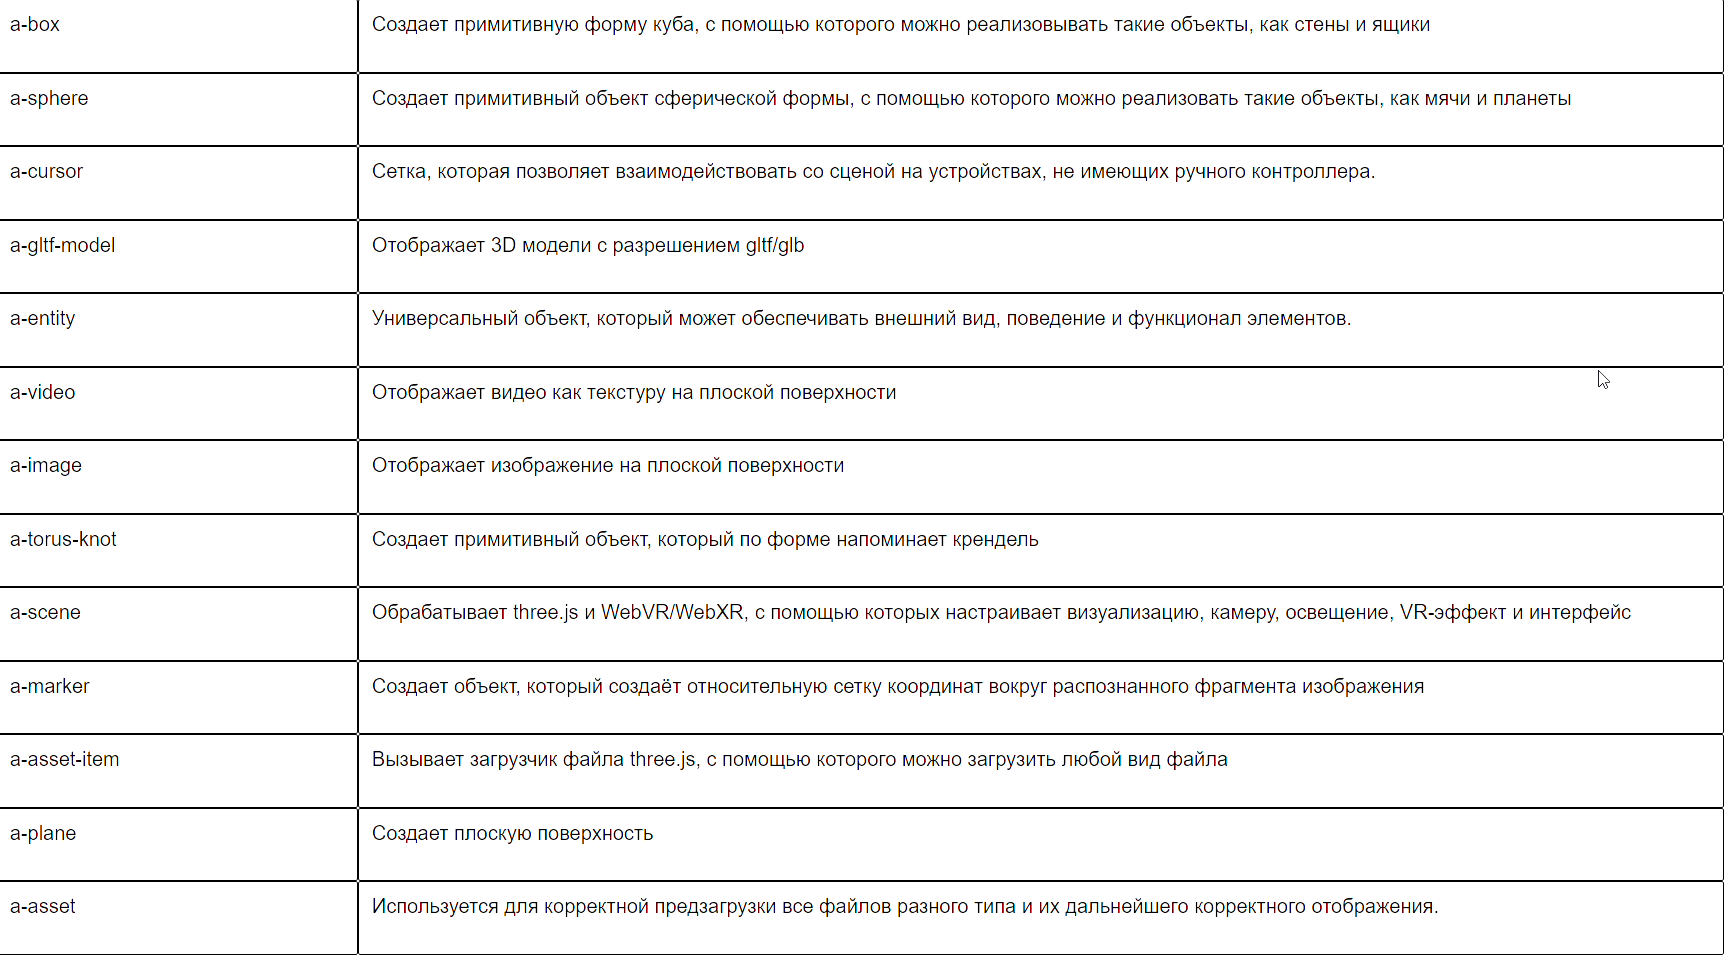 a-box Создает примитивную форму куба, с помощью которого можно реализовывать такие объекты, как стены и ящики
a-sphere Создает примитивный объект сферической формы, с помощью которого можно реализовать такие объекты, как мячи и планеты
a-cursor Сетка, которая позволяет взаимодействовать со сценой на устройствах, не имеющих ручного контроллера.
a-gltf-model Отображает 3D модели с разрешением gltf/glb
a-entity Универсальный объект, который может обеспечивать внешний вид, поведение и функционал элементов.
a-video Отображает видео как текстуру на плоской поверхности
a-image Отображает изображение на плоской поверхности
a-torus-knot Создает примитивный объект, который по форме напоминает крендель
a-scene Обрабатывает three.js и WebVR/WebXR, с помощью которых настраивает визуализацию, камеру, освещение, VR-эффект и интерфейс
a-marker Создает объект, который создаёт относительную сетку координат вокруг распознанного фрагмента изображения
a-asset-item Вызывает загрузчик файла three.js, с помощью которого можно загрузить любой вид файла
a-plane Создает плоскую поверхность
a-asset Используется для корректной предзагрузки все файлов разного типа и их дальнейшего корректного отображения.